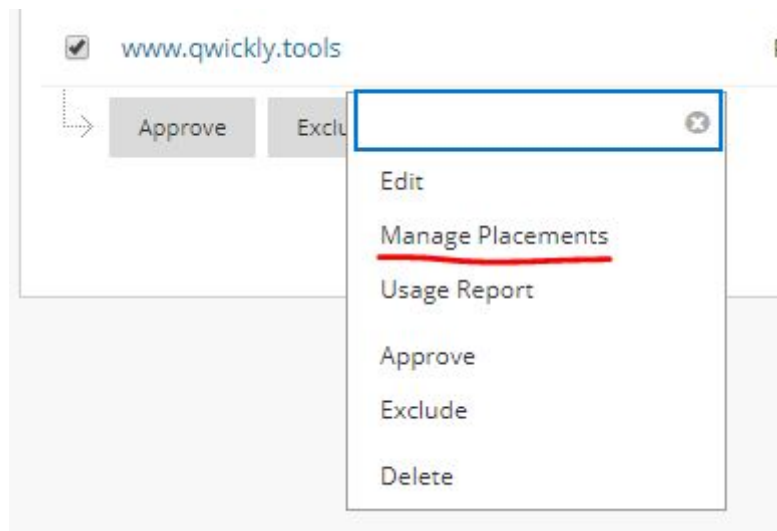 www.qwickly.tools
Approve
Edit
Manage Placements
Usage Report
Approve
Exclude
Delete